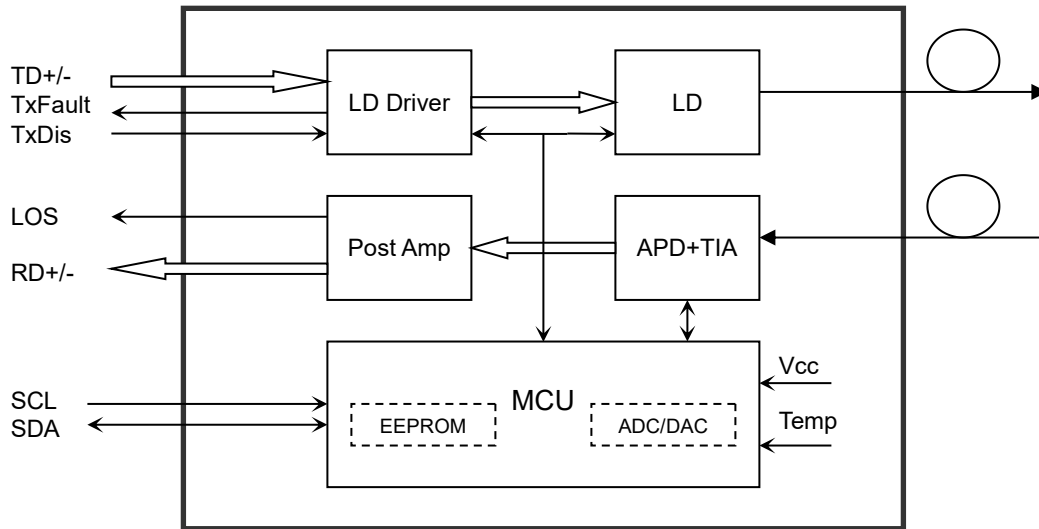 TD+/-
TxFault
TxDis
LD Driver
LD
LOS
RD+/-
Post Amp
APD+TIA
SCL
SDA
MCU
EEPROM
ADC/DAC
Vcc
Temp